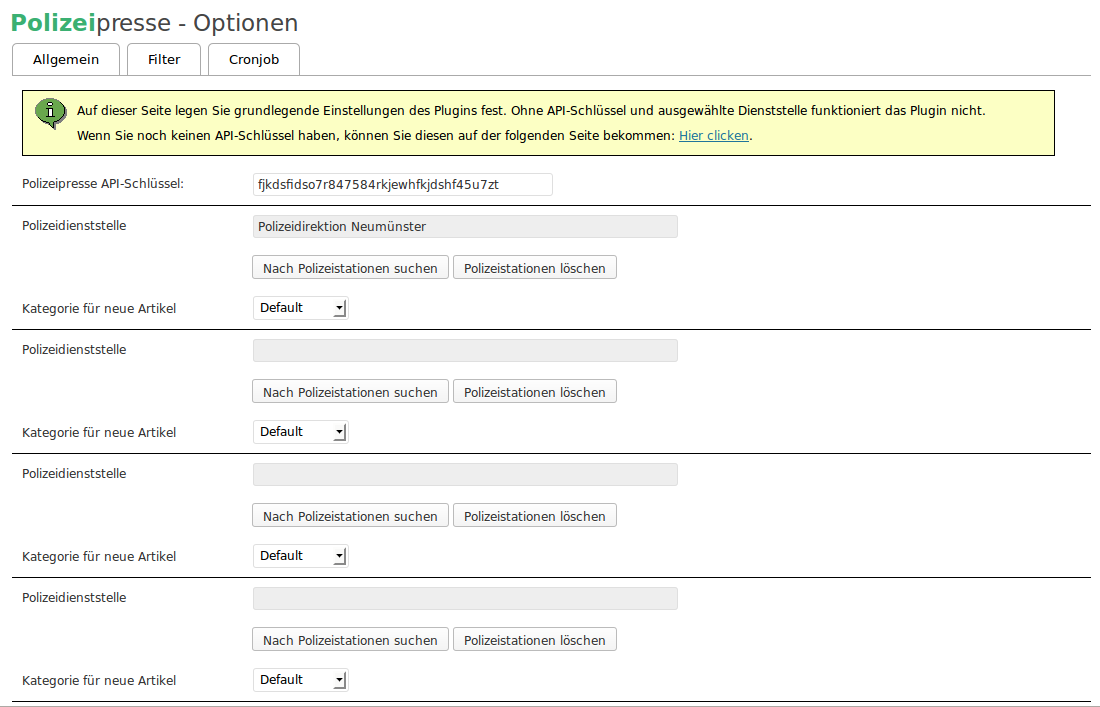 Polizeipresse - Optionen
Allgemein Filter Cronjob
Auf dieser Seite legen Sie grundlegende Einstellungen des Plugins fest. Ohne API-Schlüssel und ausgewählte Dienststelle funktioniert das Plugin nicht.
Wenn Sie noch keinen API-Schlüssel haben, können Sie diesen auf der folgenden Seite bekommen: Hier clicken.
Polizeipresse API-Schlüssel: fjkdsfidso7r847584rkjewhfkjdshf45u7zt
Polizeidienststelle Polizeidirektion Neumünster
Nach Polizeistationen suchen Polizeistationen löschen
Kategorie für neue Artikel Default
Polizeidienststelle
Nach Polizeistationen suchen Polizeistationen löschen
Kategorie für neue Artikel Default
Polizeidienststelle
Nach Polizeistationen suchen Polizeistationen löschen
Kategorie für neue Artikel Default
Polizeidienststelle
Nach Polizeistationen suchen Polizeistationen löschen
Kategorie für neue Artikel Default